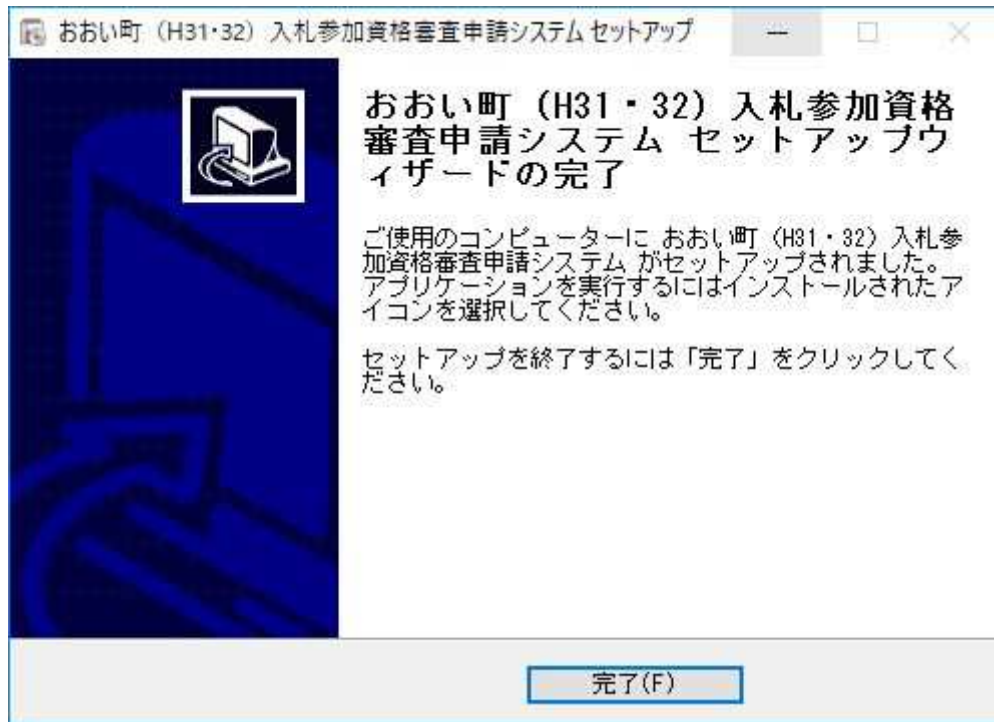 おおい町（H31・32）入札参加資格審査申請システム セットアップ
おおい町（H31・32）入札参加資格
審査申請システム セットアップウ
ィザードの完了
ご使用のコンピューターに おおい町（H31・32）入札参
加資格審査申請システム がセットアップされました。
アプリケーションを実行するにはインストールされたア
イコンを選択してください。
セットアップを終了するには「完了」をクリックしてく
ださい。
完了(F)